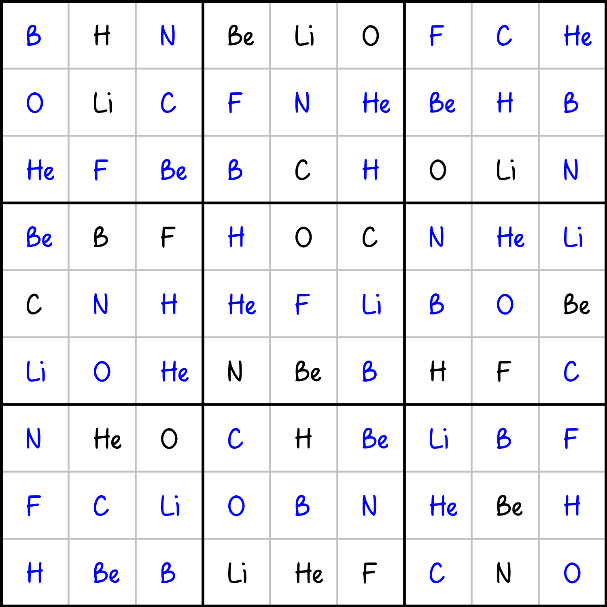 B H N Be Li O F C He
O Li C F N He Be H B
He F Be B C H O Li N
Be B F H O C N He Li
C N H He F Li B O Be
Li O He N Be B H F C
N He O C H Be Li B F
F C Li O B N He Be H
H Be B Li He F C N O